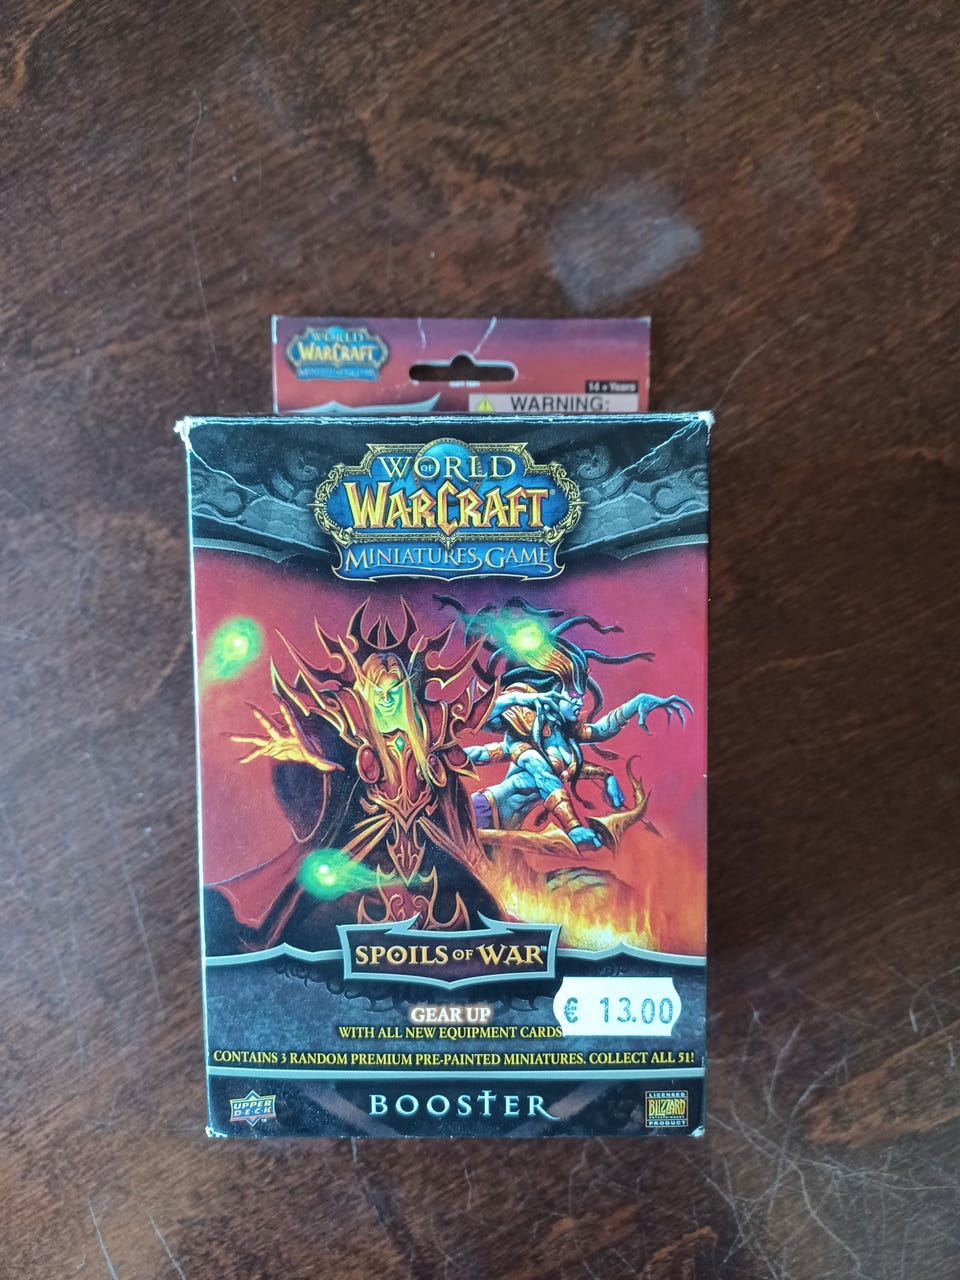 WORLD
WARCRAFT
MINIATURES GAME
14 + Years
WARNING:
WORLD
OF
WARCRAFT®
MINIATURES GAME
SPOILS OF WAR™
GEAR UP
WITH ALL NEW EQUIPMENT CARDS
€ 13.00
CONTAINS 3 RANDOM PREMIUM PRE-PAINTED MINIATURES. COLLECT ALL 51!
UPPER
DECK
BOOSTER
LICENSED
BLIZZARD
ENTERTAINMENT
PRODUCT